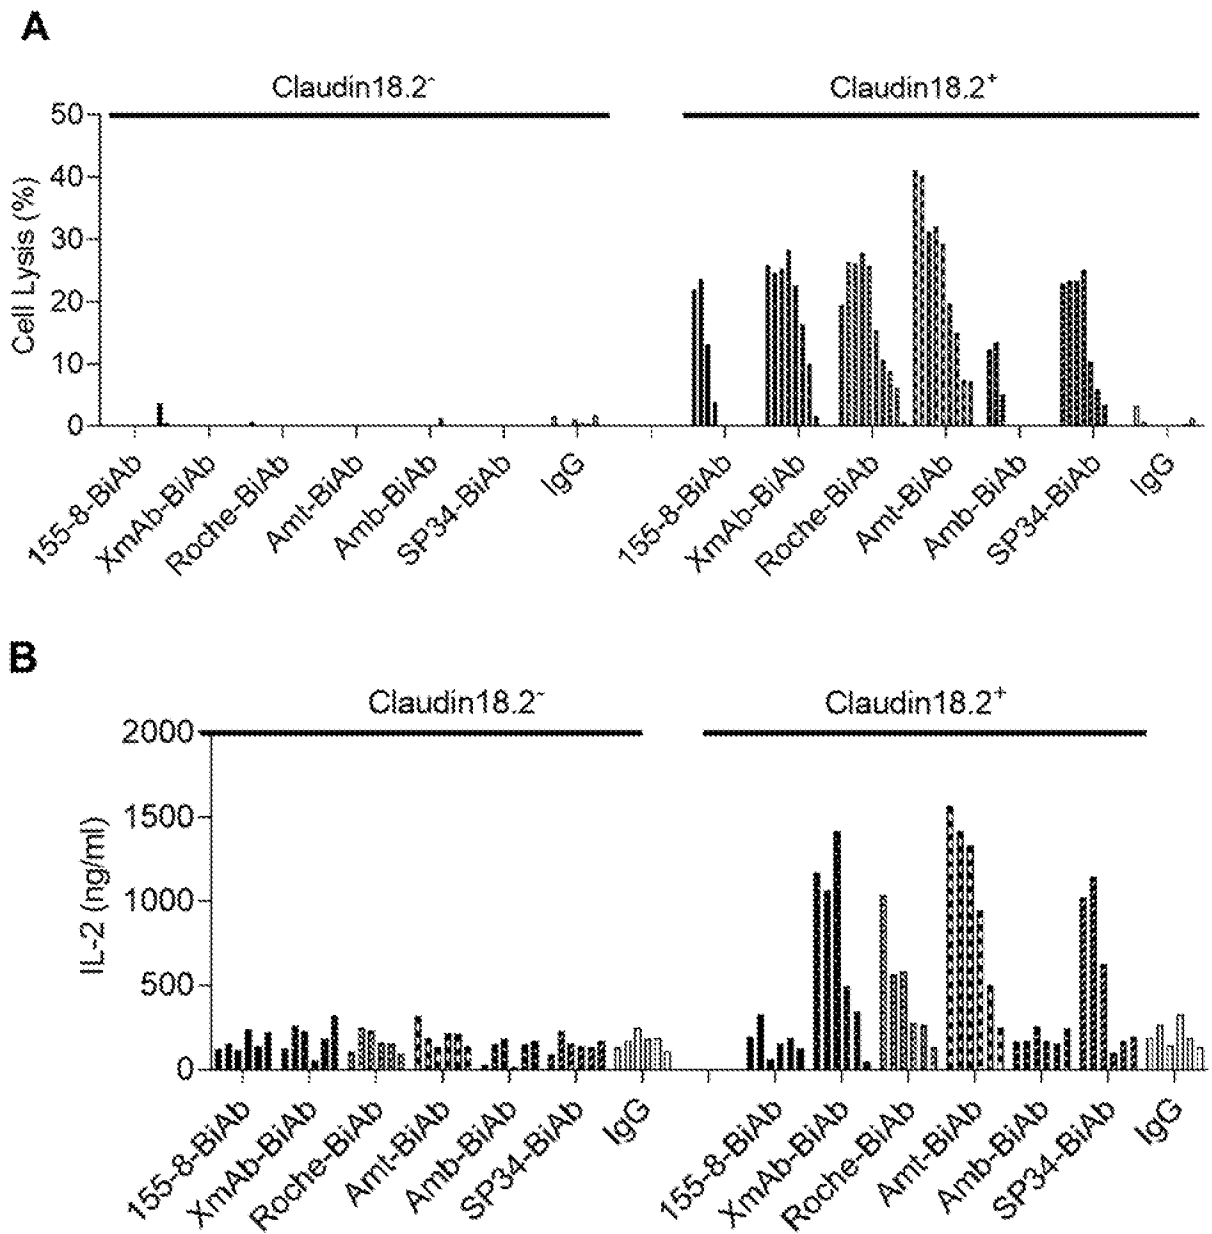 A
Claudin18.2⁻ Claudin18.2⁺
50
40
30
20
10
0
Cell Lysis (%)
155-8-BiAb XmAb-BiAb Roche-BiAb Amt-BiAb Amb-BiAb SP34-BiAb IgG 155-8-BiAb XmAb-BiAb Roche-BiAb Amt-BiAb Amb-BiAb SP34-BiAb IgG
B
Claudin18.2⁻ Claudin18.2⁺
2000
1500
1000
500
0
IL-2 (ng/ml)
155-8-BiAb XmAb-BiAb Roche-BiAb Amt-BiAb Amb-BiAb SP34-BiAb IgG 155-8-BiAb XmAb-BiAb Roche-BiAb Amt-BiAb Amb-BiAb SP34-BiAb IgG